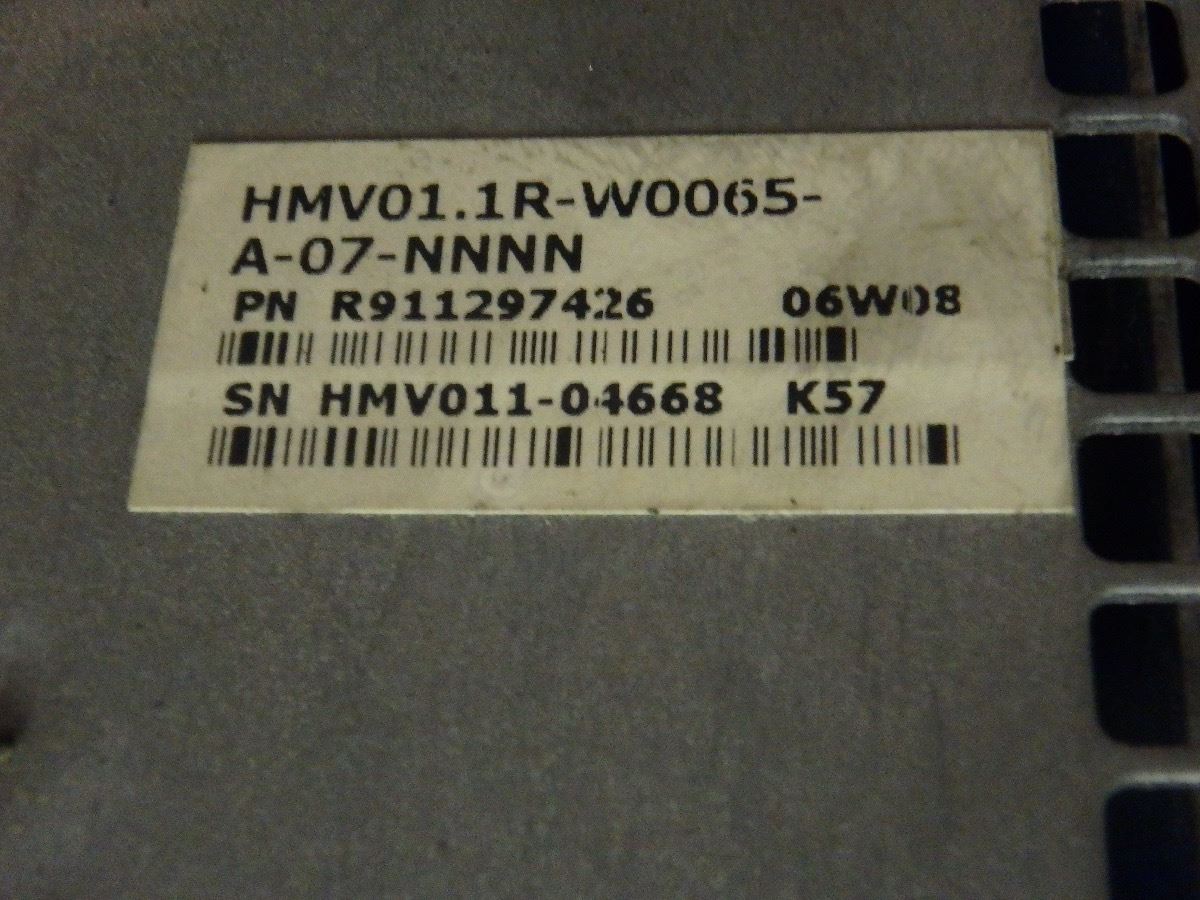 HMV01.1R-W0065-
A-07-NNNN
PN R911297426 06W08
SN HMV011-04668 K57